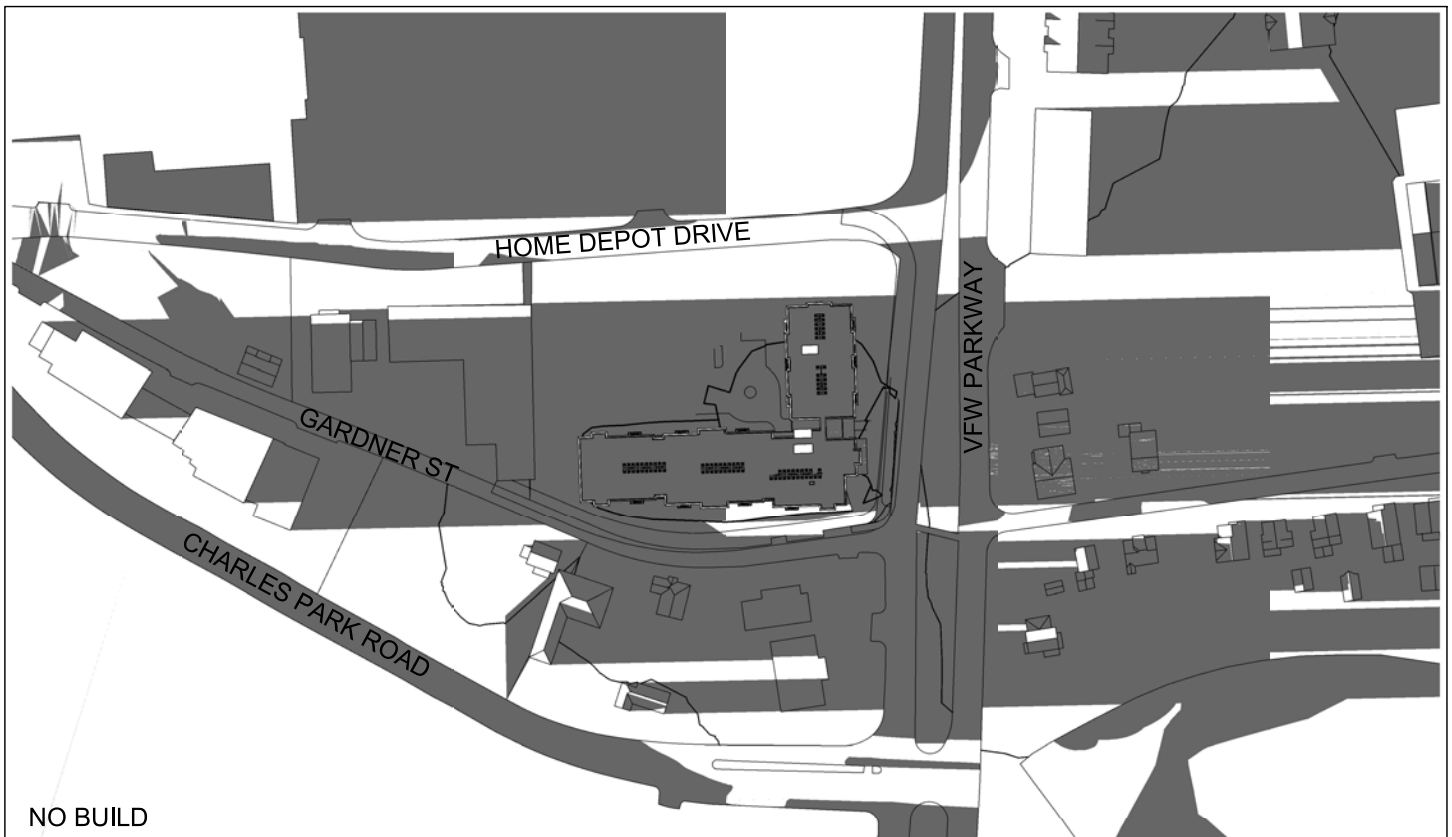 HOME DEPOT DRIVE
VFW PARKWAY
GARDNER ST
CHARLES PARK ROAD
NO BUILD